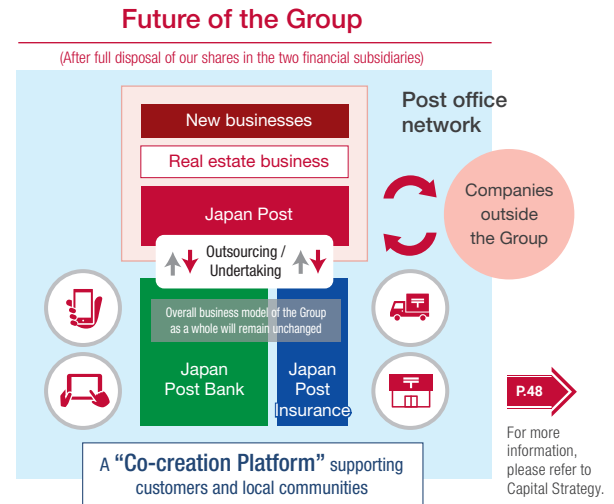 Future of the Group
(After full disposal of our shares in the two financial subsidiaries)
Post office
network
New businesses
Real estate business
Japan Post
Companies
outside
the Group
Outsourcing /
Undertaking
Overall business model of the Group
as a whole will remain unchanged
Japan
Post Bank
Japan
Post
Insurance
P.48
For more
information,
please refer to
Capital Strategy.
A “Co-creation Platform” supporting
customers and local communities